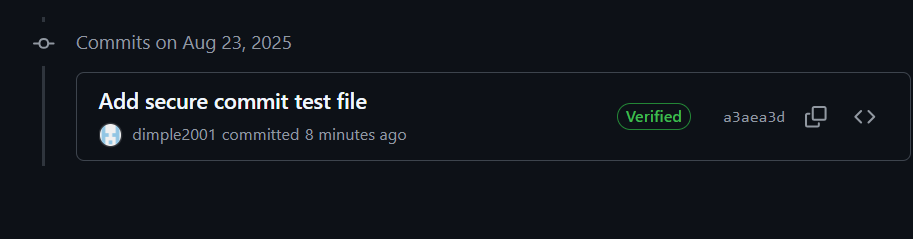 Commits on Aug 23, 2025
Add secure commit test file
Verified
a3aea3d
dimple2001 committed 8 minutes ago